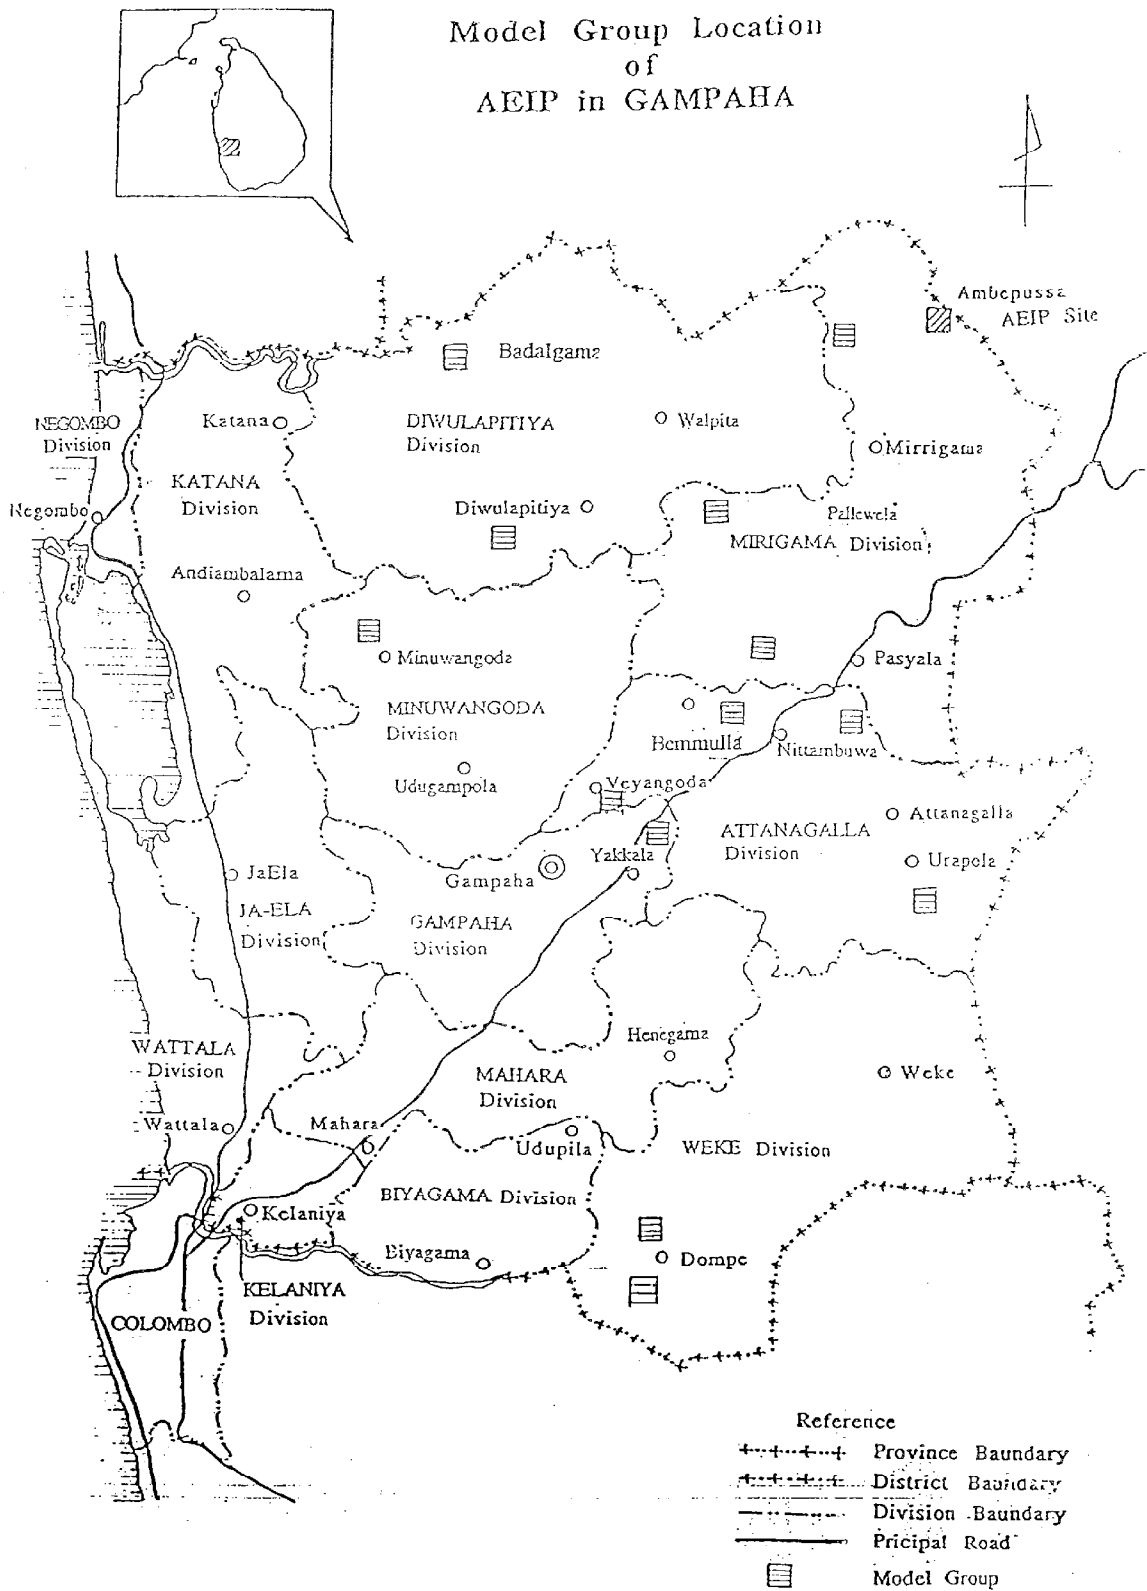 Model Group Location
of
AEIP in GAMPAHA
Ambepussa
AEIP Site
Badalgama
NEGOMBO
Division
Katana
DIWULAPITIYA
Division
Walpita
Mirrigama
KATANA
Division
Negombo
Diwulapitiya
Pallewela
MIRIGAMA Division
Andiambalama
Minuwangoda
Pasyala
MINUWANGODA
Division
Bemmulla
Nittambuwa
Udugampola
Veyangoda
Attanagalla
ATTANAGALLA
Division
Yakkala
Urapola
JaEla
Gampaha
JA-ELA
Division
GAMPAHA
Division
Henegama
WATTALA
Division
MAHARA
Division
Weke
Wattala
Mahara
Udupila
WEKE Division
BIYAGAMA Division
Kelaniya
Biyagama
Dompe
KELANIYA
Division
COLOMBO
Reference
Province Baundary
District Baundary
Division Baundary
Pricipal Road
Model Group